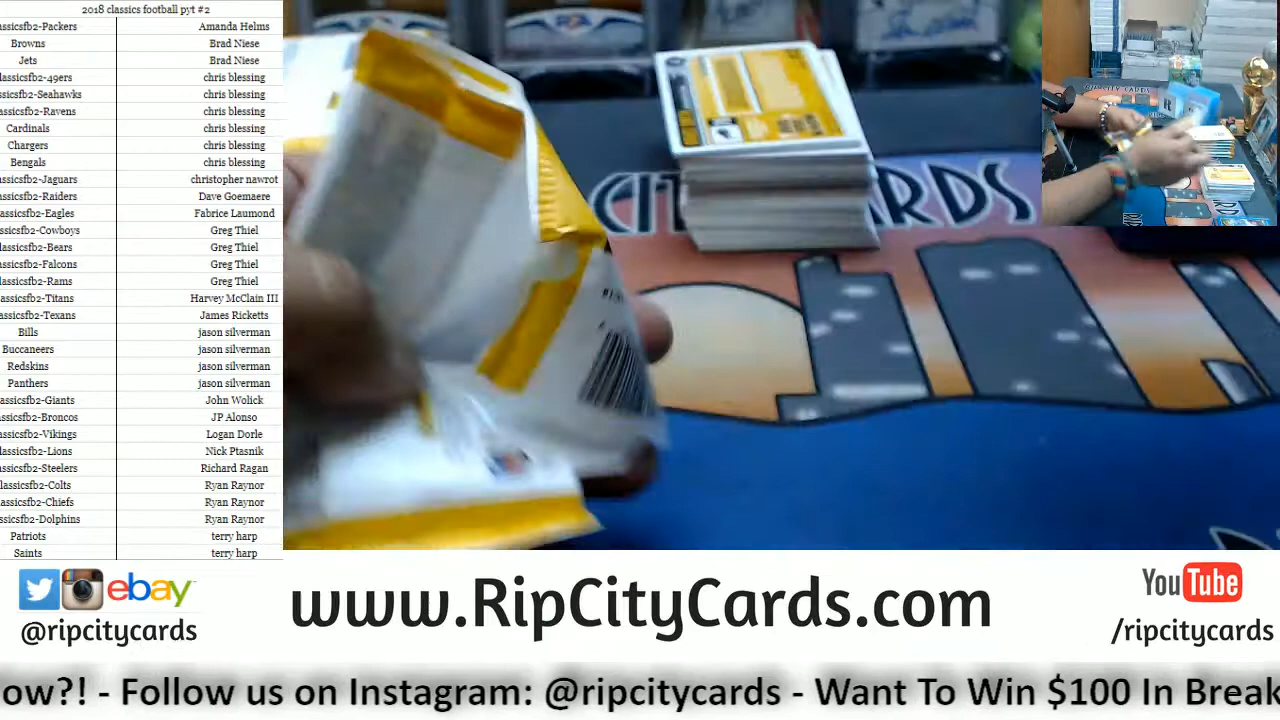 2018 classics football pyt #2
assicsfb2-Packers Amanda Helms
Browns Brad Niese
Jets Brad Niese
lassicsfb2-49ers chris blessing
ssicsfb2-Seahawks chris blessing
assicsfb2-Ravens chris blessing
Cardinals chris blessing
Chargers chris blessing
Bengals chris blessing
assicsfb2-Jaguars christopher nawrot
assicsfb2-Raiders Dave Goemaere
assicsfb2-Eagles Fabrice Laumond
assicsfb2-Cowboys Greg Thiel
lassicsfb2-Bears Greg Thiel
assicsfb2-Falcons Greg Thiel
lassicsfb2-Rams Greg Thiel
lassicsfb2-Titans Harvey McClain III
assicsfb2-Texans James Ricketts
Bills jason silverman
Buccaneers jason silverman
Redskins jason silverman
Panthers jason silverman
assicsfb2-Giants John Wolick
assicsfb2-Broncos JP Alonso
assicsfb2-Vikings Logan Dorle
lassicsfb2-Lions Nick Ptasnik
assicsfb2-Steelers Richard Ragan
lassicsfb2-Colts Ryan Raynor
assicsfb2-Chiefs Ryan Raynor
ssicsfb2-Dolphins Ryan Raynor
Patriots terry harp
Saints terry harp
CITY CARDS
ebay
@ripcitycards
www.RipCityCards.com
YouTube
/ripcitycards
ow?! - Follow us on Instagram: @ripcitycards - Want To Win $100 In Break